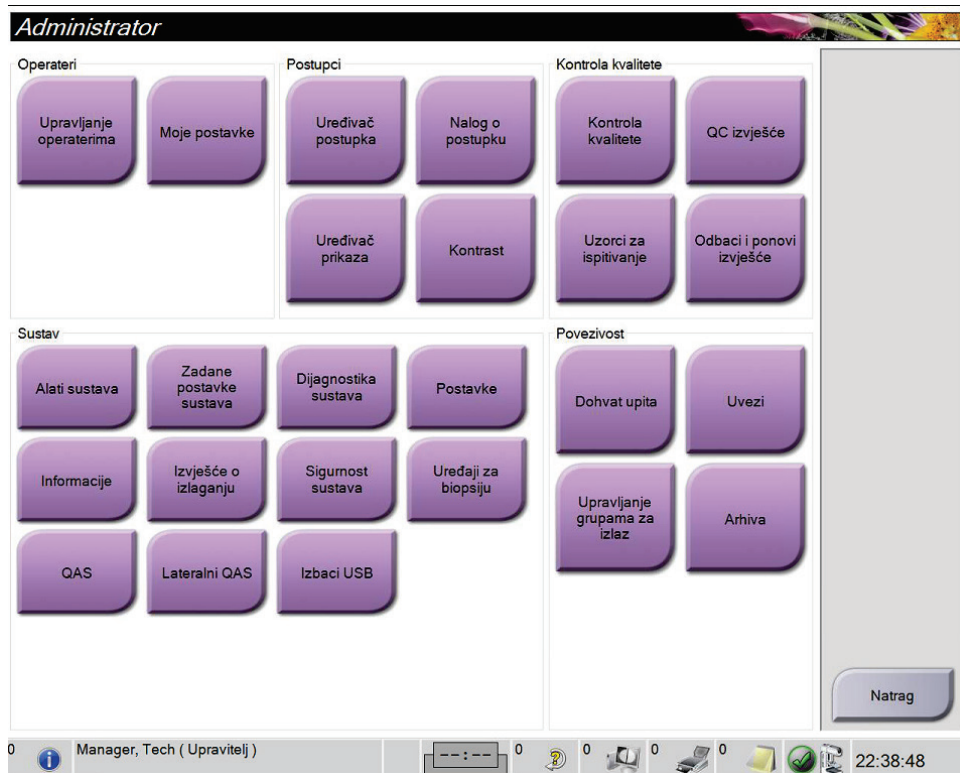 Administrator
Operateri
Upravljanje
operaterima
Moje postavke
Postupci
Uređivač
postupka
Nalog o
postupku
Uređivač
prikaza
Kontrast
Kontrola kvalitete
Kontrola
kvalitete
QC izvješće
Uzorci za
ispitivanje
Odbaci i ponovi
izvješće
Sustav
Alati sustava
Zadane
postavke
sustava
Dijagnostika
sustava
Postavke
Informacije
Izvješće o
izlaganju
Sigurnost
sustava
Uređaji za
biopsiju
QAS
Lateralni QAS
Izbaci USB
Povezivost
Dohvat upita
Uvezi
Upravljanje
grupama za
izlaz
Arhiva
Natrag
0
Manager, Tech ( Upravitelj )
--:--
0
0
0
0
22:38:48